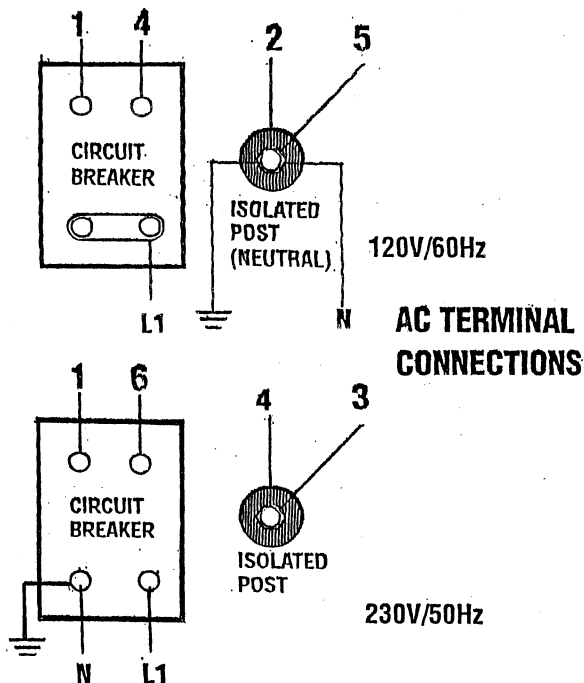 1 4 2 5
CIRCUIT
BREAKER
ISOLATED
POST
(NEUTRAL)
120V/60Hz
L1 N
AC TERMINAL
CONNECTIONS
1 6 4 3
CIRCUIT
BREAKER
ISOLATED
POST
230V/50Hz
N L1